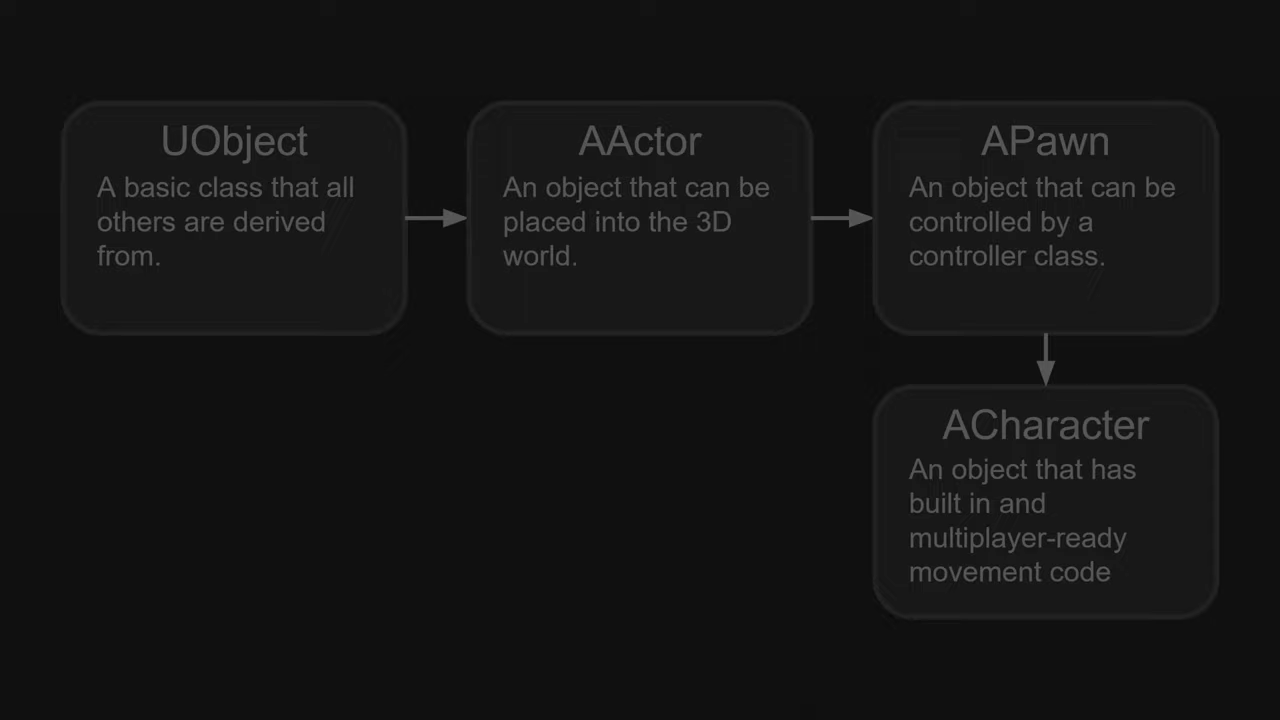 UObject
A basic class that all
others are derived
from.
AActor
An object that can be
placed into the 3D
world.
APawn
An object that can be
controlled by a
controller class.
ACharacter
An object that has
built in and
multiplayer-ready
movement code